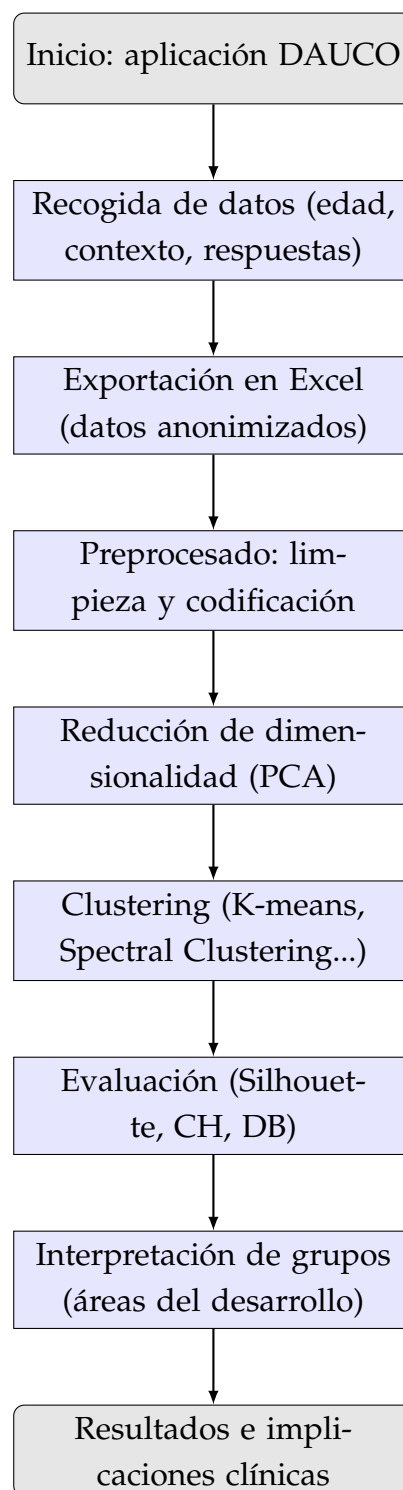 Inicio: aplicación DAUCO
Recogida de datos (edad,
contexto, respuestas)
Exportación en Excel
(datos anonimizados)
Preprocesado: lim-
pieza y codificación
Reducción de dimen-
sionalidad (PCA)
Clustering (K-means,
Spectral Clustering...)
Evaluación (Silhouet-
te, CH, DB)
Interpretación de grupos
(áreas del desarrollo)
Resultados e impli-
caciones clínicas